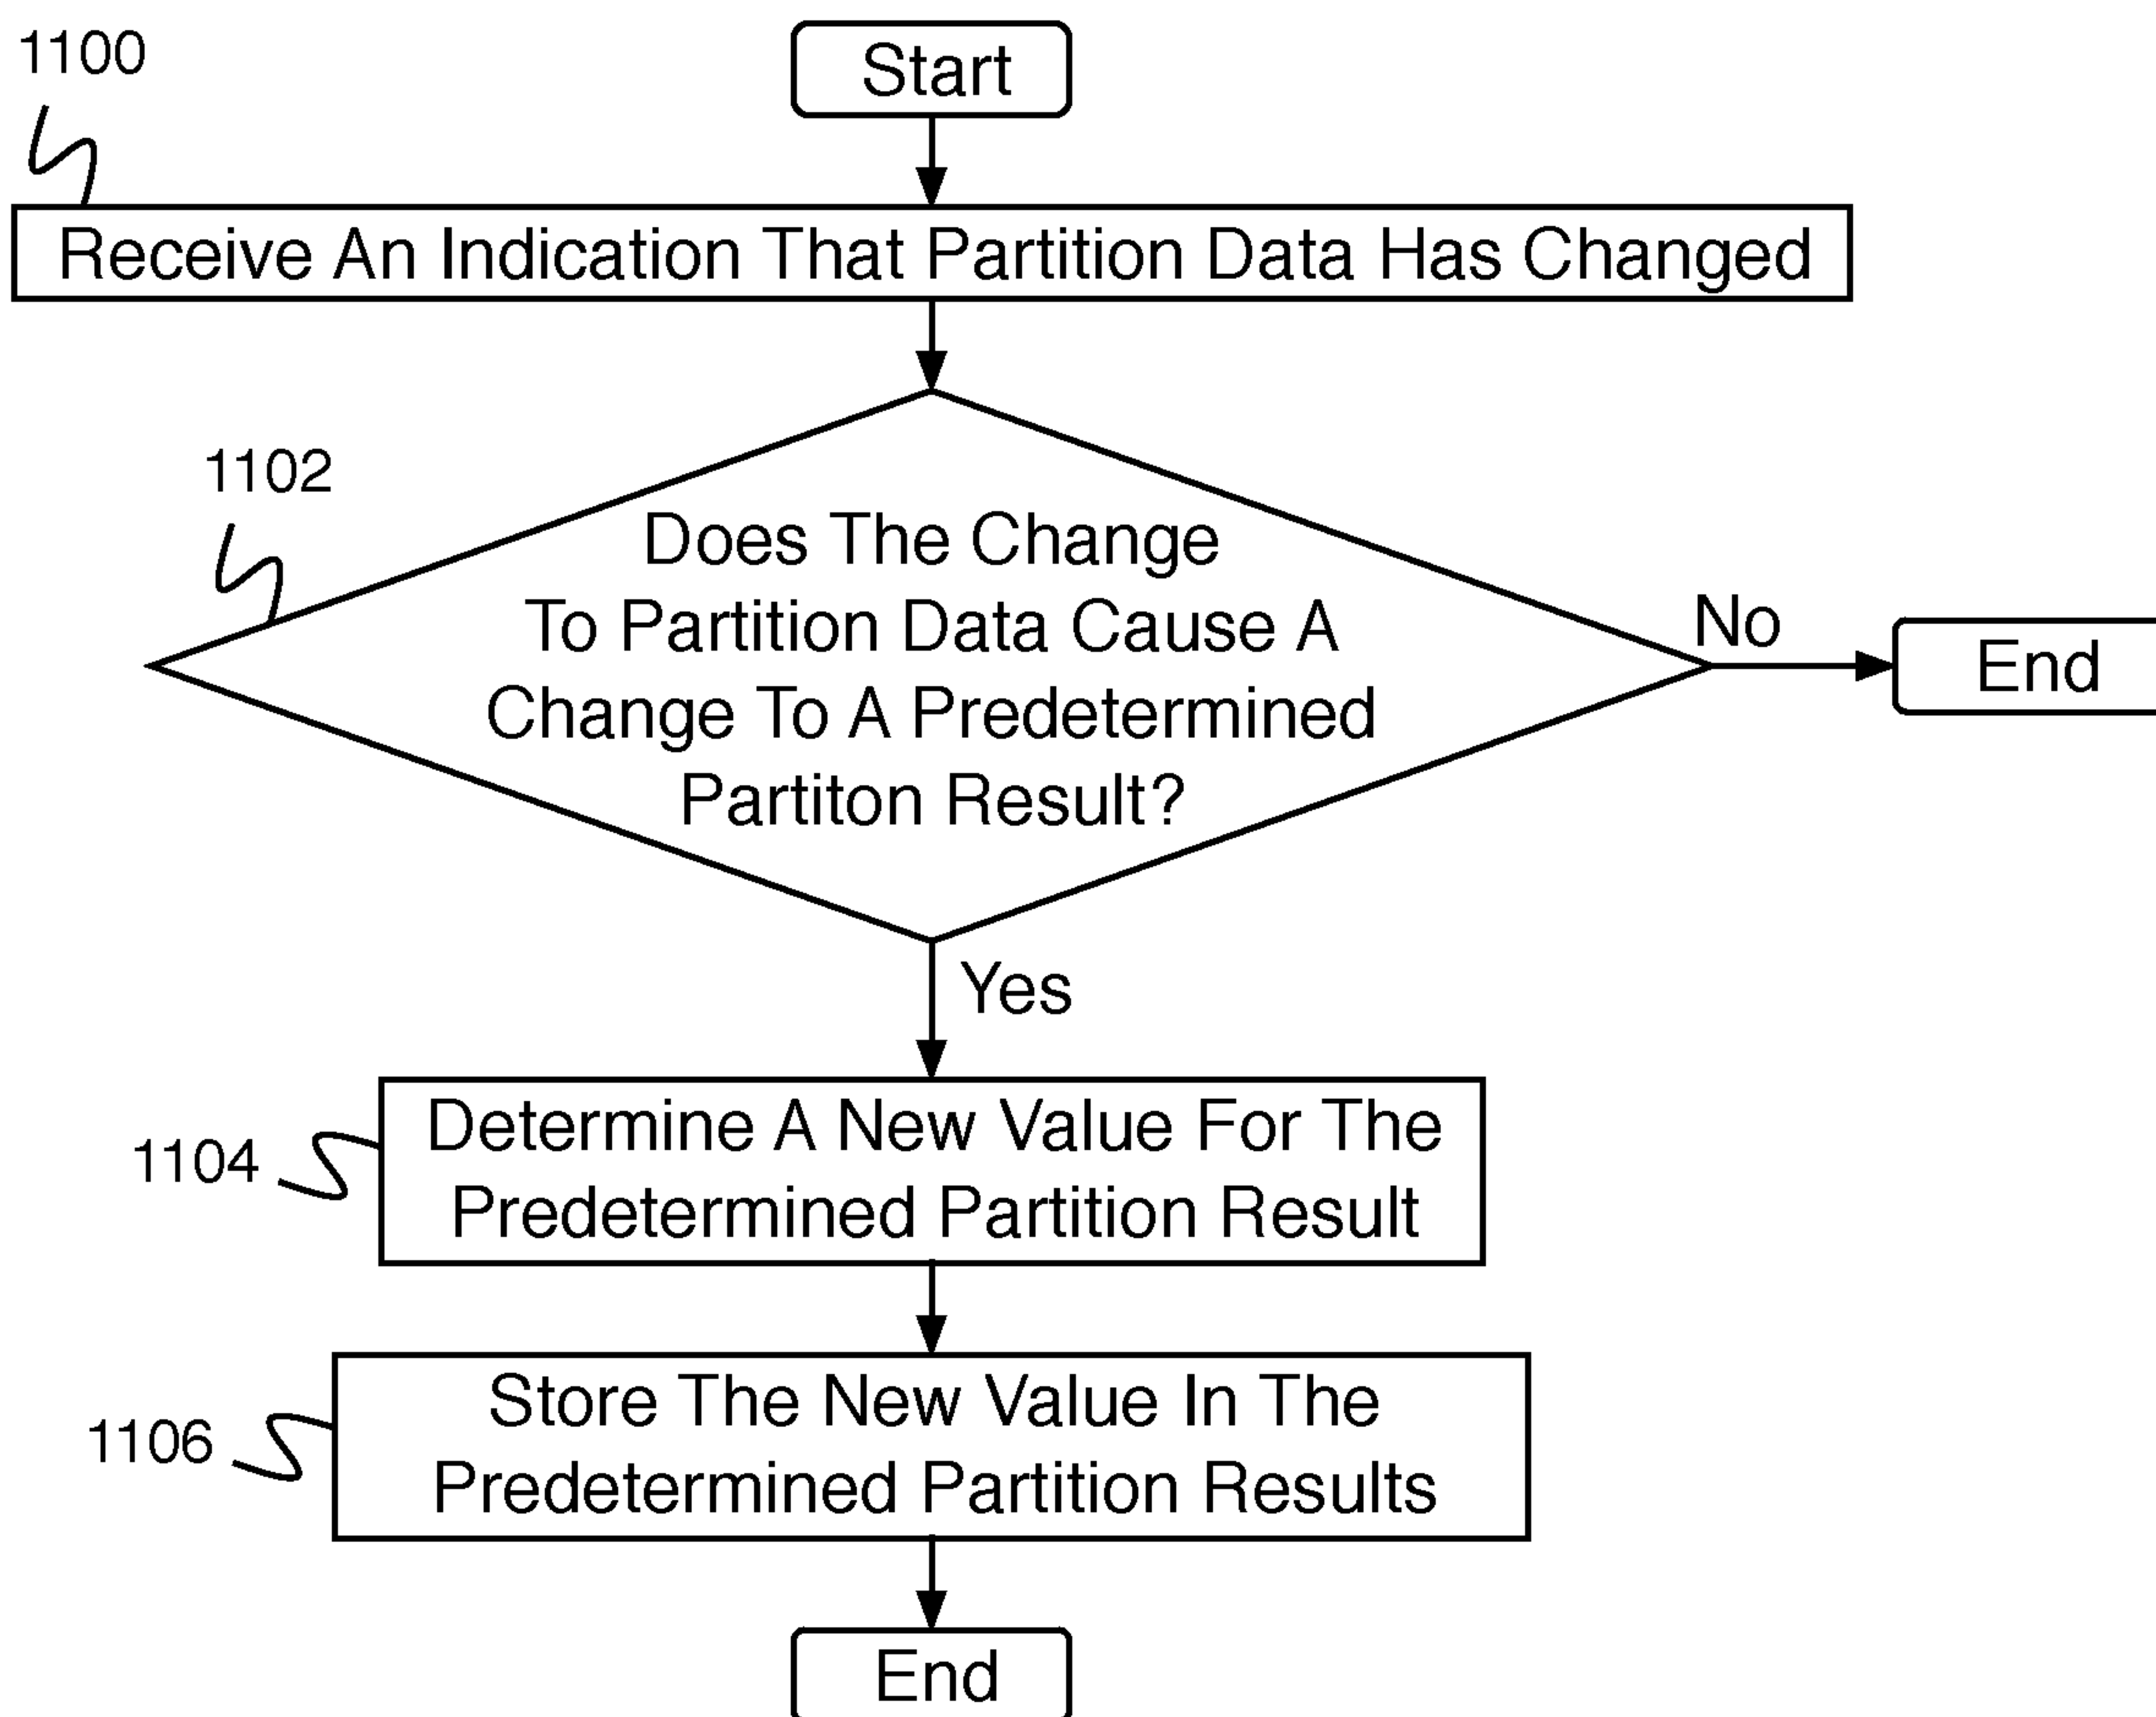 1100
Start
Receive An Indication That Partition Data Has Changed
1102
Does The Change
To Partition Data Cause A
Change To A Predetermined
Partiton Result?
No
End
Yes
1104
Determine A New Value For The
Predetermined Partition Result
1106
Store The New Value In The
Predetermined Partition Results
End